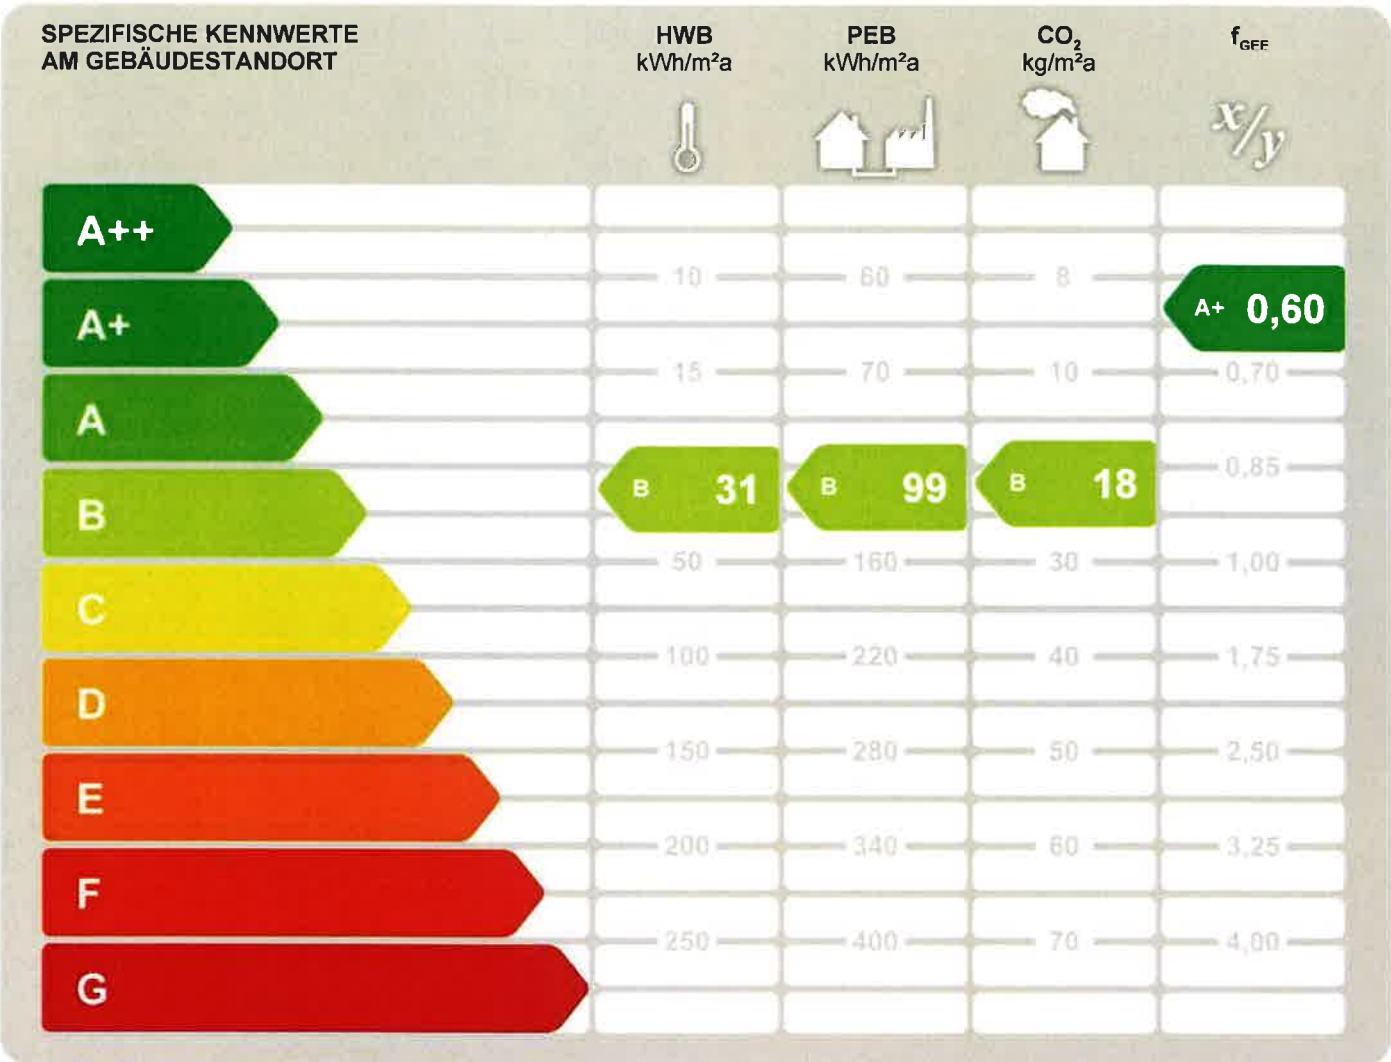 SPEZIFISCHE KENNWERTE
AM GEBÄUDESTANDORT
HWB
kWh/m²a
PEB
kWh/m²a
CO₂
kg/m²a
fGEE
x/y
A++
10 60 8
A+
A+ 0,60
15 70 10 0,70
A
0,85
B
B 31
B 99
B 18
50 160 30 1,00
C
100 220 40 1,75
D
150 280 50 2,50
E
200 340 60 3,25
F
250 400 70 4,00
G